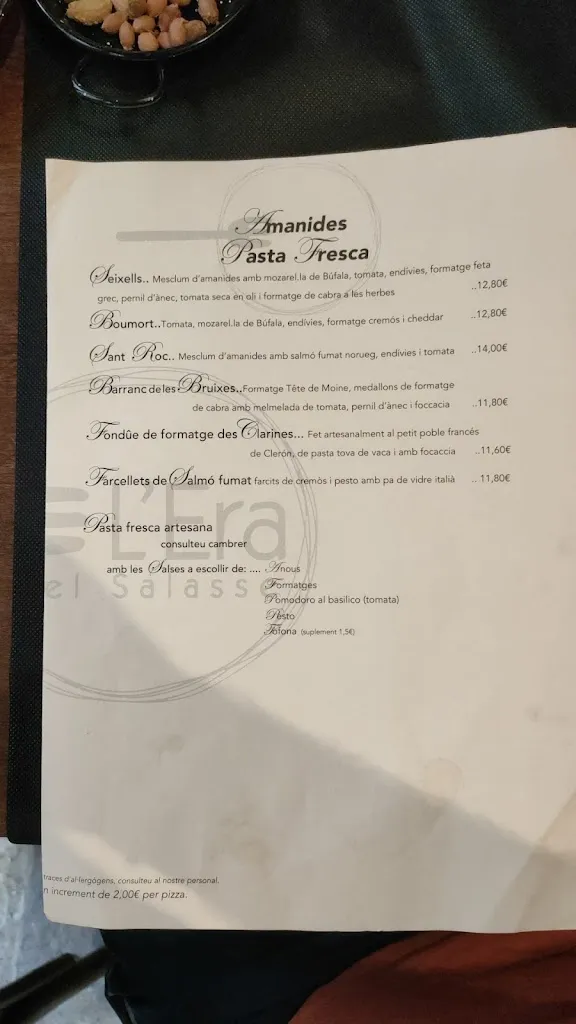 Amanides
Pasta Fresca
Seixells.. Mesclum d'amanides amb mozarel.la de Búfala, tomata, endívies, formatge feta
grec, pernil d'ànec, tomata seca en oli i formatge de cabra a les herbes ..12,80€
Boumort..Tomata, mozarel.la de Búfala, endívies, formatge cremós i cheddar ..12,80€
Sant Roc.. Mesclum d'amanides amb salmó fumat norueg, endívies i tomata ..14,00€
Barranc de les Bruixes..Formatge Tête de Moine, medallons de formatge
de cabra amb melmelada de tomata, pernil d'ànec i foccacia ..11,80€
Fondûe de formatge des Clarines... Fet artesanalment al petit poble francés
de Clerón, de pasta tova de vaca i amb focaccia ..11,60€
Farcellets de Salmó fumat farcits de cremós i pesto amb pa de vidre italià .. 11,80€
L'Era
el Salasso
Pasta fresca artesana
consulteu cambrer
amb les Salses a escollir de: .... Anous
Formatges
Pomodoro al basilico (tomata)
Pesto
Tòfona (suplement 1,5€)
traces d'al·lergògens, consulteu al nostre personal.
n increment de 2,00€ per pizza.